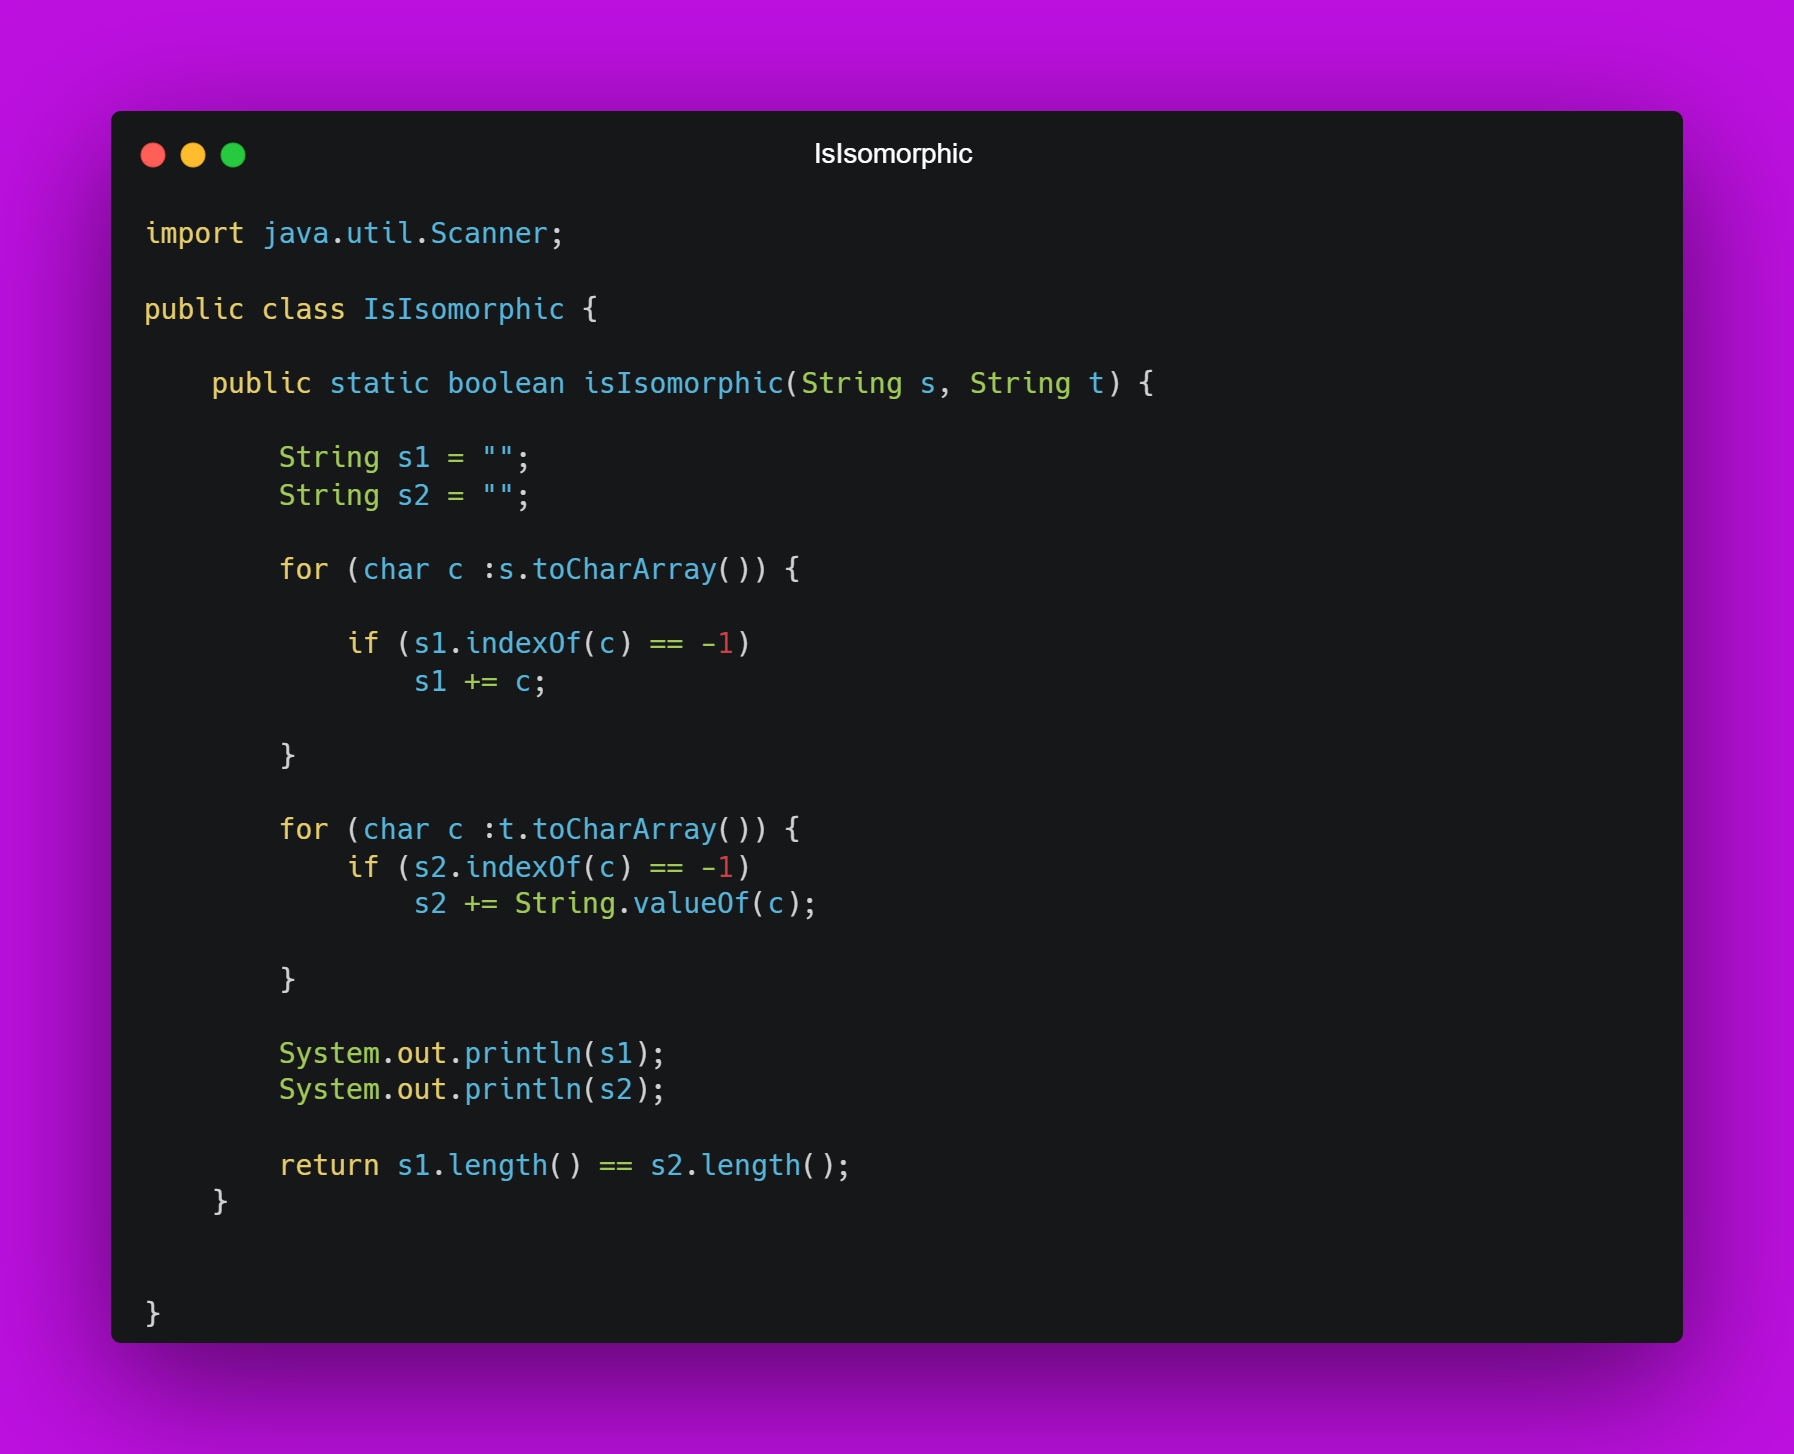 IsIsomorphic
import java.util.Scanner;
public class IsIsomorphic {
public static boolean isIsomorphic(String s, String t) {
String s1 = "";
String s2 = "";
for (char c :s.toCharArray()) {
if (s1.indexOf(c) == -1)
s1 += c;
}
for (char c :t.toCharArray()) {
if (s2.indexOf(c) == -1)
s2 += String.valueOf(c);
}
System.out.println(s1);
System.out.println(s2);
return s1.length() == s2.length();
}
}